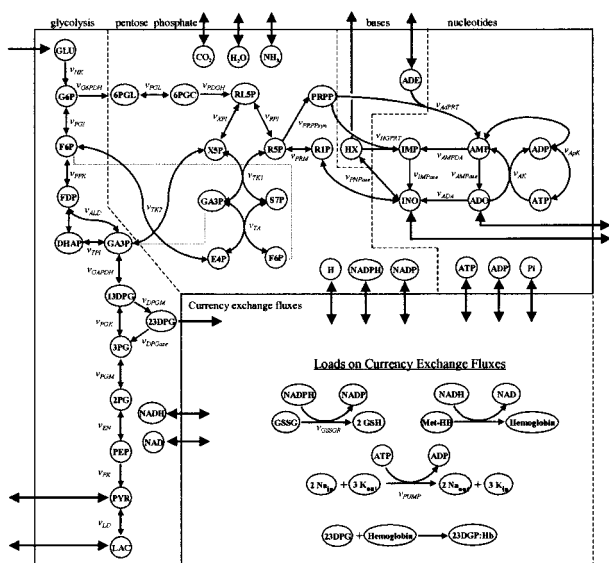 glycolysis pentose phosphate bases nucleotides
GLU
CO2 H2O NH3
ADE
vHK
vG6PDH vPGL vPDGH
G6P 6PGL 6PGC RL5P PRPP
vAdPRT
vPGI
vXPI vRPI vPRPPsyn vHGPRT
F6P X5P R5P R1P HX IMP AMP ADP
vPRM vAMPDA
vTK1 vPNPase vIMPase vAMPase vAK vApK
vPFK
FDP GA3P S7P INO ADO ATP
vADA
vALD vTK2 vTA
DHAP GA3P E4P F6P
vTPI
vGAPDH
H NADPH NADP ATP ADP Pi
13DPG
vDPGM
Currency exchange fluxes
23DPG
vPGK
vDPGase
3PG
Loads on Currency Exchange Fluxes
vPGM
2PG
NADPH NADP NADH NAD
NADH
GSSG vGSSGR 2 GSH Met-HB Hemoglobin
vEN
NAD
PEP
ATP ADP
vPK
2 Nain + 3 Kout vPUMP 2 Naout + 3 Kin
PYR
vLD
23DPG + Hemoglobin 23DGP:Hb
LAC